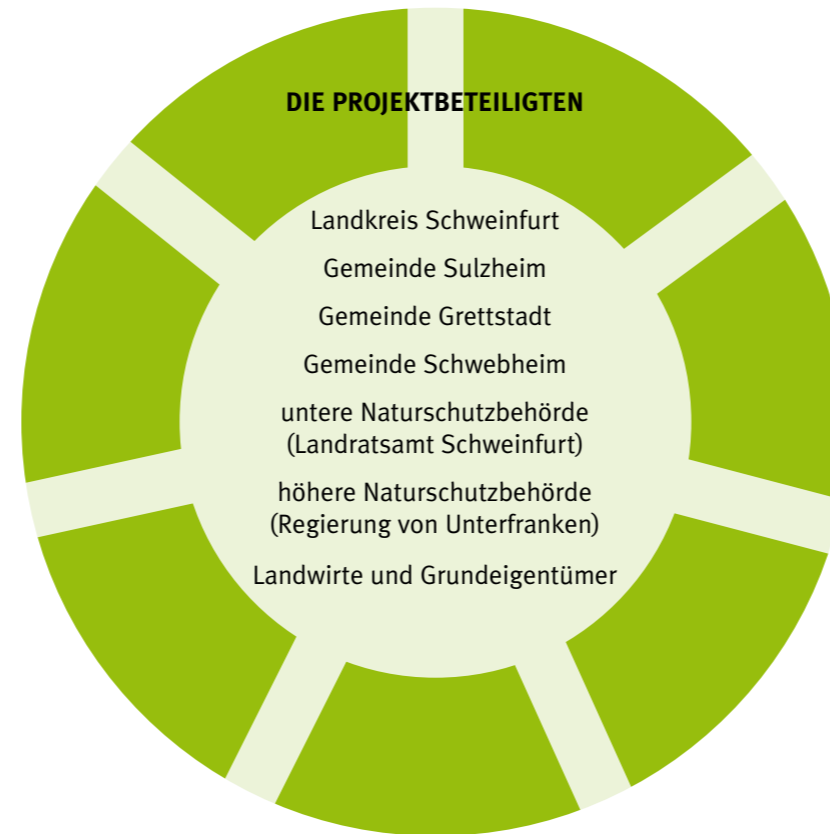 DIE PROJEKTBETEILIGTEN
Landkreis Schweinfurt
Gemeinde Sulzheim
Gemeinde Grettstadt
Gemeinde Schwebheim
untere Naturschutzbehörde
(Landratsamt Schweinfurt)
höhere Naturschutzbehörde
(Regierung von Unterfranken)
Landwirte und Grundeigentümer